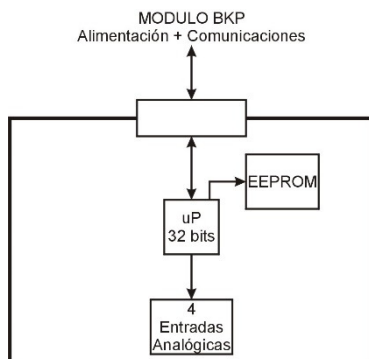 MODULO BKP
Alimentación + Comunicaciones
EEPROM
uP
32 bits
4
Entradas
Analógicas